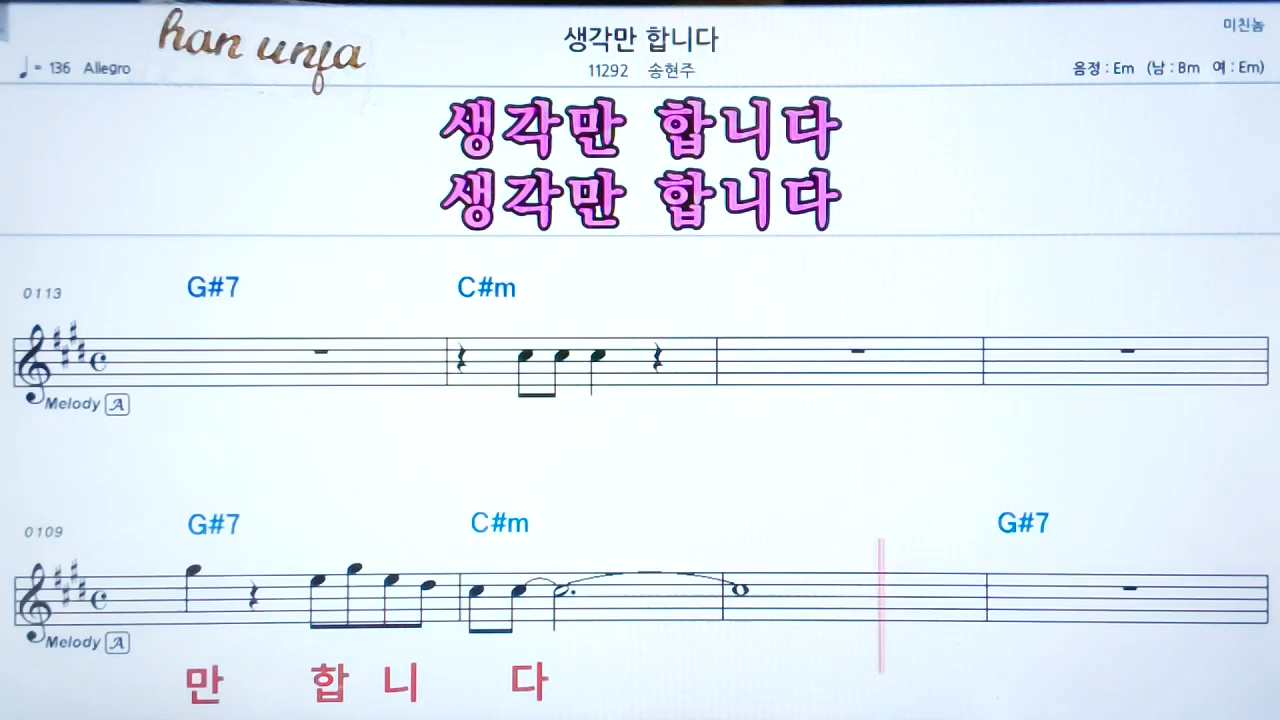 han unfa
생각만 합니다
미친놈
♩= 136 Allegro
11292 송현주
음정 : Em (남 : Bm 여 : Em)
생각만 합니다
생각만 합니다
0113
G#7 C#m
Melody A
0109
G#7 C#m G#7
Melody A
만 합 니 다